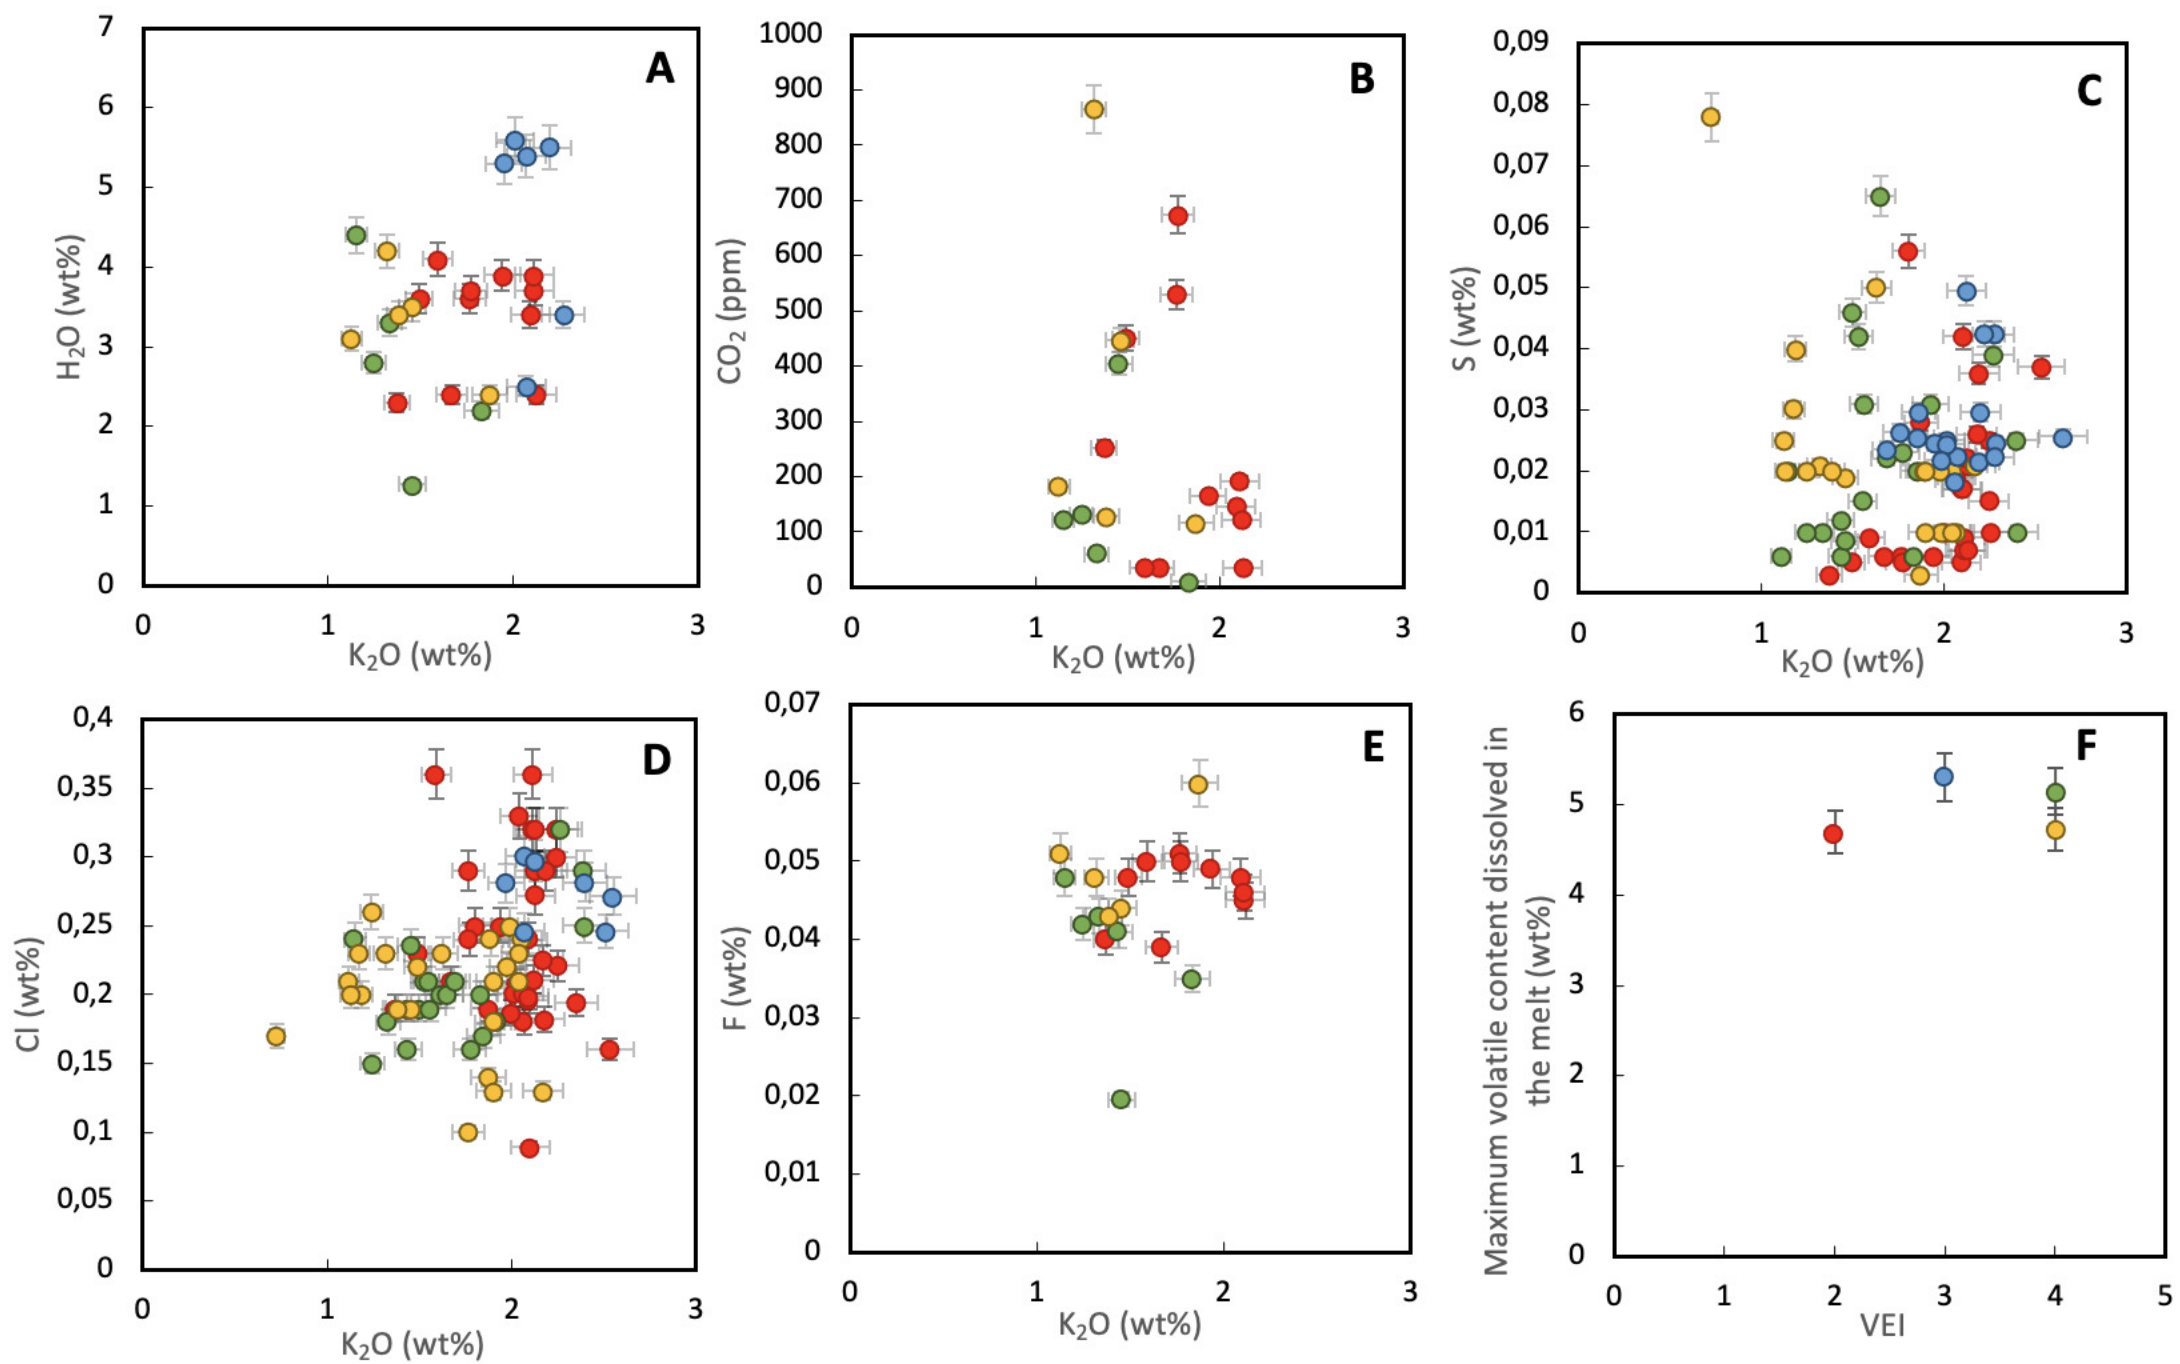 A
7
6
5
4
3
2
1
0
0 1 2 3
H₂O (wt%)
K₂O (wt%)
B
1000
900
800
700
600
500
400
300
200
100
0
0 1 2 3
CO₂ (ppm)
K₂O (wt%)
C
0,09
0,08
0,07
0,06
0,05
0,04
0,03
0,02
0,01
0
0 1 2 3
S (wt%)
K₂O (wt%)
D
0,4
0,35
0,3
0,25
0,2
0,15
0,1
0,05
0
0 1 2 3
Cl (wt%)
K₂O (wt%)
E
0,07
0,06
0,05
0,04
0,03
0,02
0,01
0
0 1 2 3
F (wt%)
K₂O (wt%)
F
6
5
4
3
2
1
0
0 1 2 3 4 5
Maximum volatile content dissolved in
the melt (wt%)
VEI